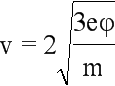 v = 2√(3eφ/m)